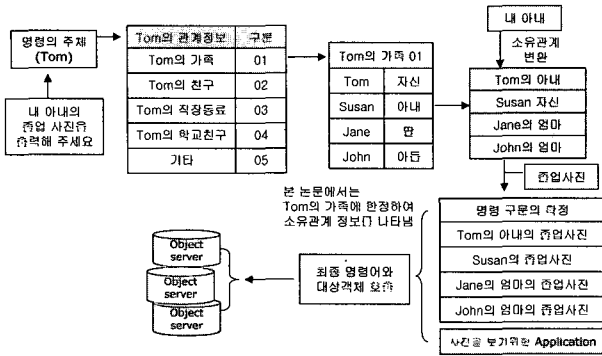 명령의 주체
(Tom)
내 아내의
졸업 사진을
출력해 주세요
Tom의 관계정보 구분
Tom의 가족 01
Tom의 친구 02
Tom의 직장동료 03
Tom의 학교친구 04
기타 05
Tom의 가족 01
Tom 자신
Susan 아내
Jane 딸
John 아들
내 아내
소유관계
변환
Tom의 아내
Susan 자신
Jane의 엄마
John의 엄마
졸업사진
본 논문에서는
Tom의 가족에 한정하여
소유관계 정보를 나타냄
명령 구문의 확정
Tom의 아내의 졸업사진
Susan의 졸업사진
Jane의 엄마의 졸업사진
John의 엄마의 졸업사진
사진을 보기위한 Application
최종 명령어와
대상객체 호출
Object
server
Object
server
Object
server